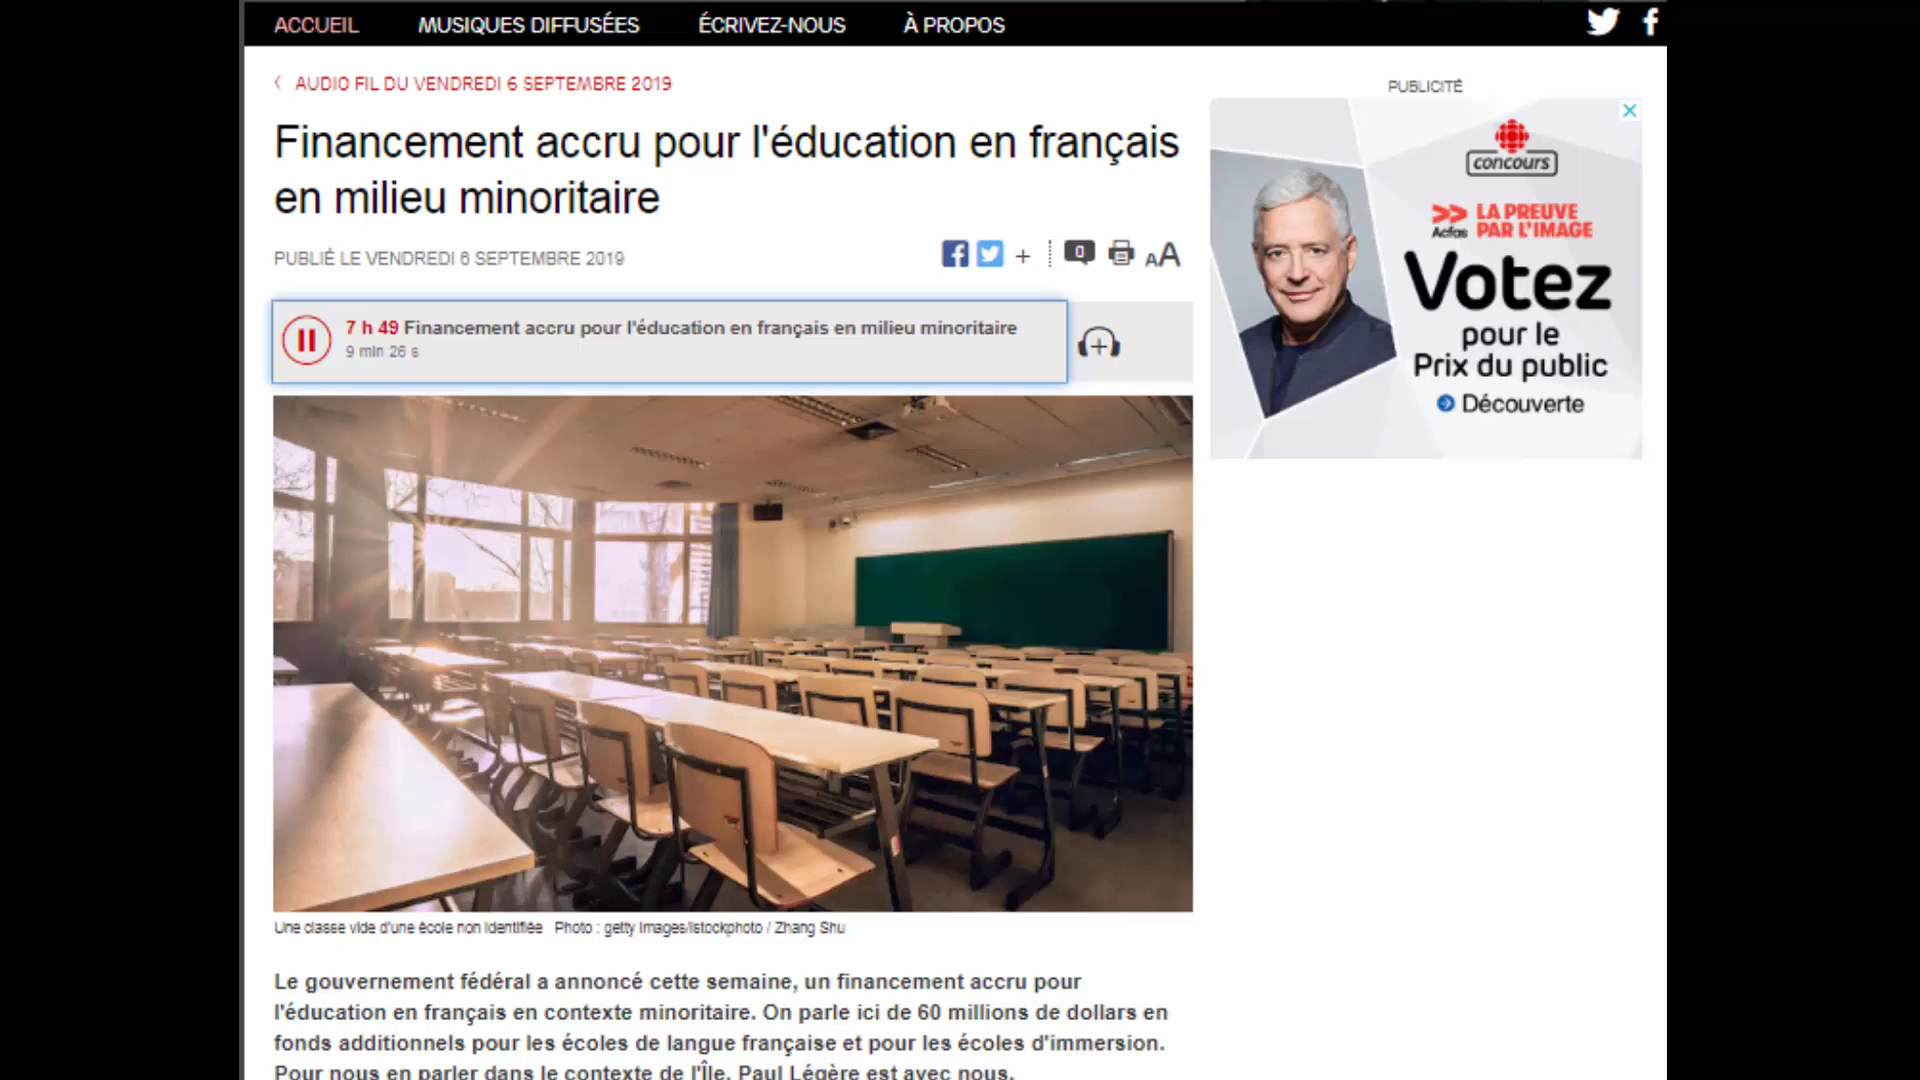 ACCUEIL MUSIQUES DIFFUSÉES ÉCRIVEZ-NOUS À PROPOS
AUDIO FIL DU VENDREDI 6 SEPTEMBRE 2019
Financement accru pour l'éducation en français
en milieu minoritaire
PUBLIÉ LE VENDREDI 6 SEPTEMBRE 2019
+ 0 AA
7 h 49 Financement accru pour l'éducation en français en milieu minoritaire
9 min 26 s
Une classe vide d'une école non identifiée Photo : getty images/istockphoto / Zhang Shu
Le gouvernement fédéral a annoncé cette semaine, un financement accru pour
l'éducation en français en contexte minoritaire. On parle ici de 60 millions de dollars en
fonds additionnels pour les écoles de langue française et pour les écoles d'immersion.
Pour nous en parler dans le contexte de l'Île, Paul Légère est avec nous.
PUBLICITÉ
concours
Acfas LA PREUVE
PAR L'IMAGE
Votez
pour le
Prix du public
Découverte